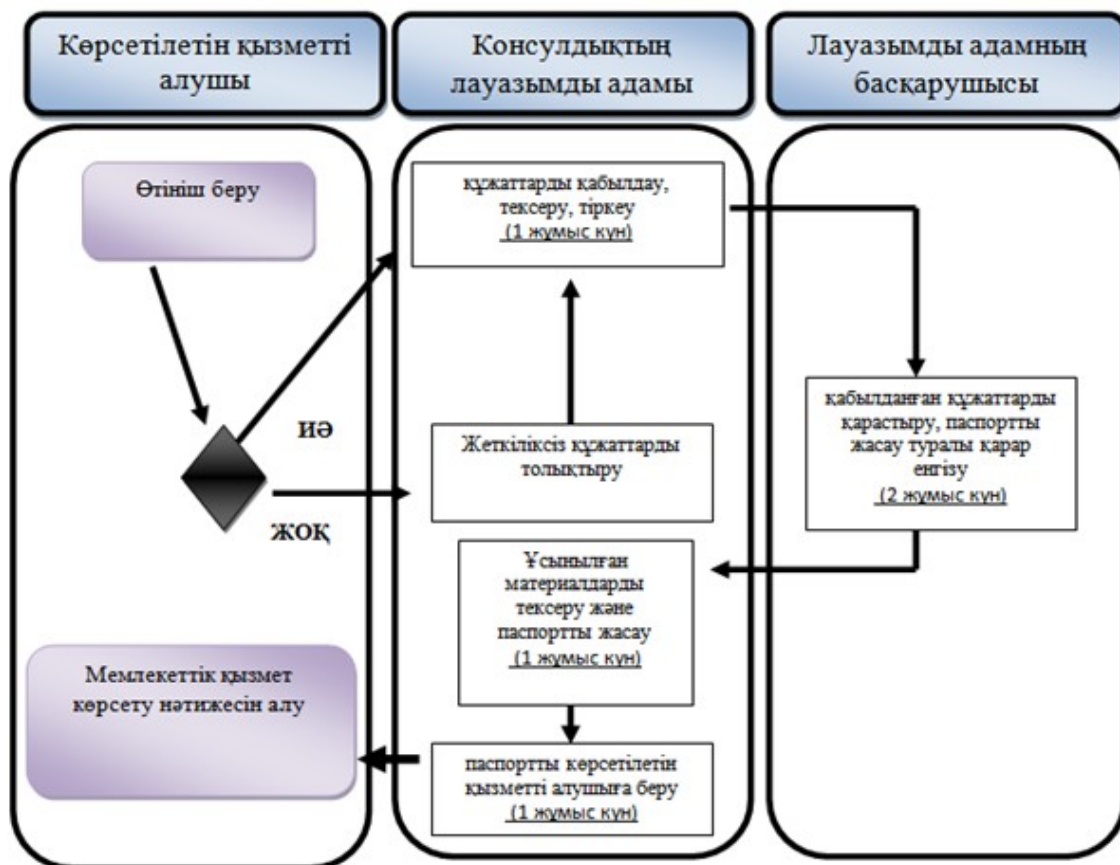 Көрсетілетін қызметті
алушы
Консулдықтың
лауазымды адамы
Лауазымды адамның
басқарушысы
Өтініш беру
құжаттарды қабылдау,
тексеру, тіркеу
(1 жұмыс күн)
иә
жоқ
Жеткіліксіз құжаттарды
толықтыру
қабылданған құжаттарды
қарастыру, паспортты
жасау туралы қарар
енгізу
(2 жұмыс күн)
Ұсынылған
материалдарды
тексеру және
паспортты жасау
(1 жұмыс күн)
Мемлекеттік қызмет
көрсету нәтижесін алу
паспортты көрсетілетін
қызметті алушыға беру
(1 жұмыс күн)